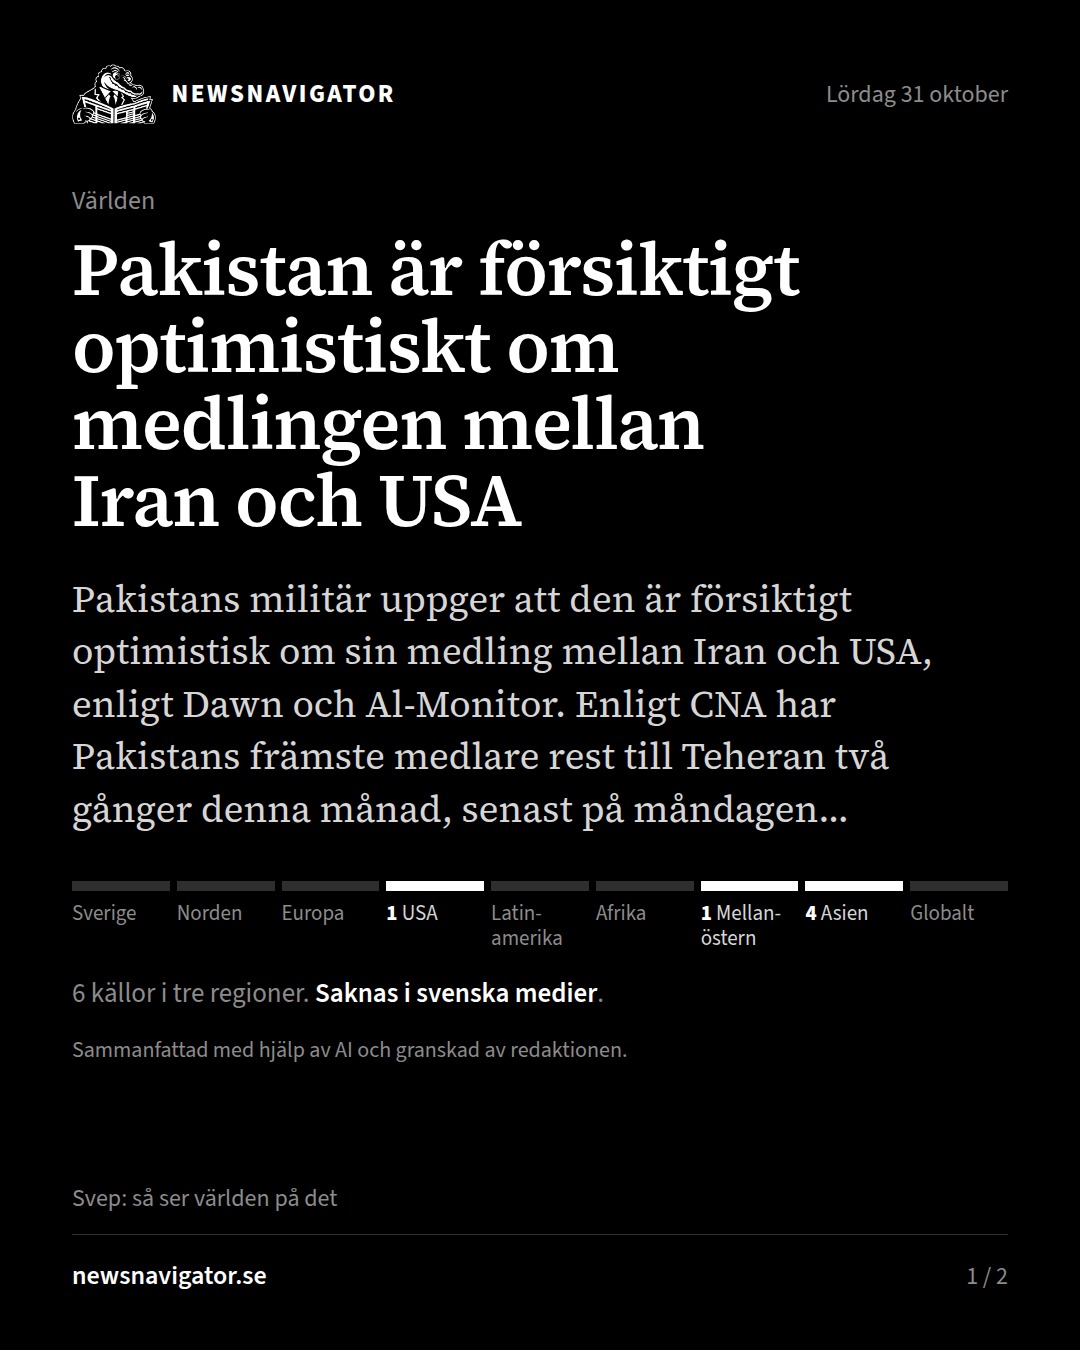 NEWSNAVIGATOR
Lördag 31 oktober
Världen
Pakistan är försiktigt
optimistiskt om
medlingen mellan
Iran och USA
Pakistans militär uppger att den är försiktigt
optimistisk om sin medling mellan Iran och USA,
enligt Dawn och Al-Monitor. Enligt CNA har
Pakistans främste medlare rest till Teheran två
gånger denna månad, senast på måndagen...
Sverige
Norden
Europa
1 USA
Latin-
amerika
Afrika
1 Mellan-
östern
4 Asien
Globalt
6 källor i tre regioner. Saknas i svenska medier.
Sammanfattad med hjälp av AI och granskad av redaktionen.
Svep: så ser världen på det
newsnavigator.se
1 / 2